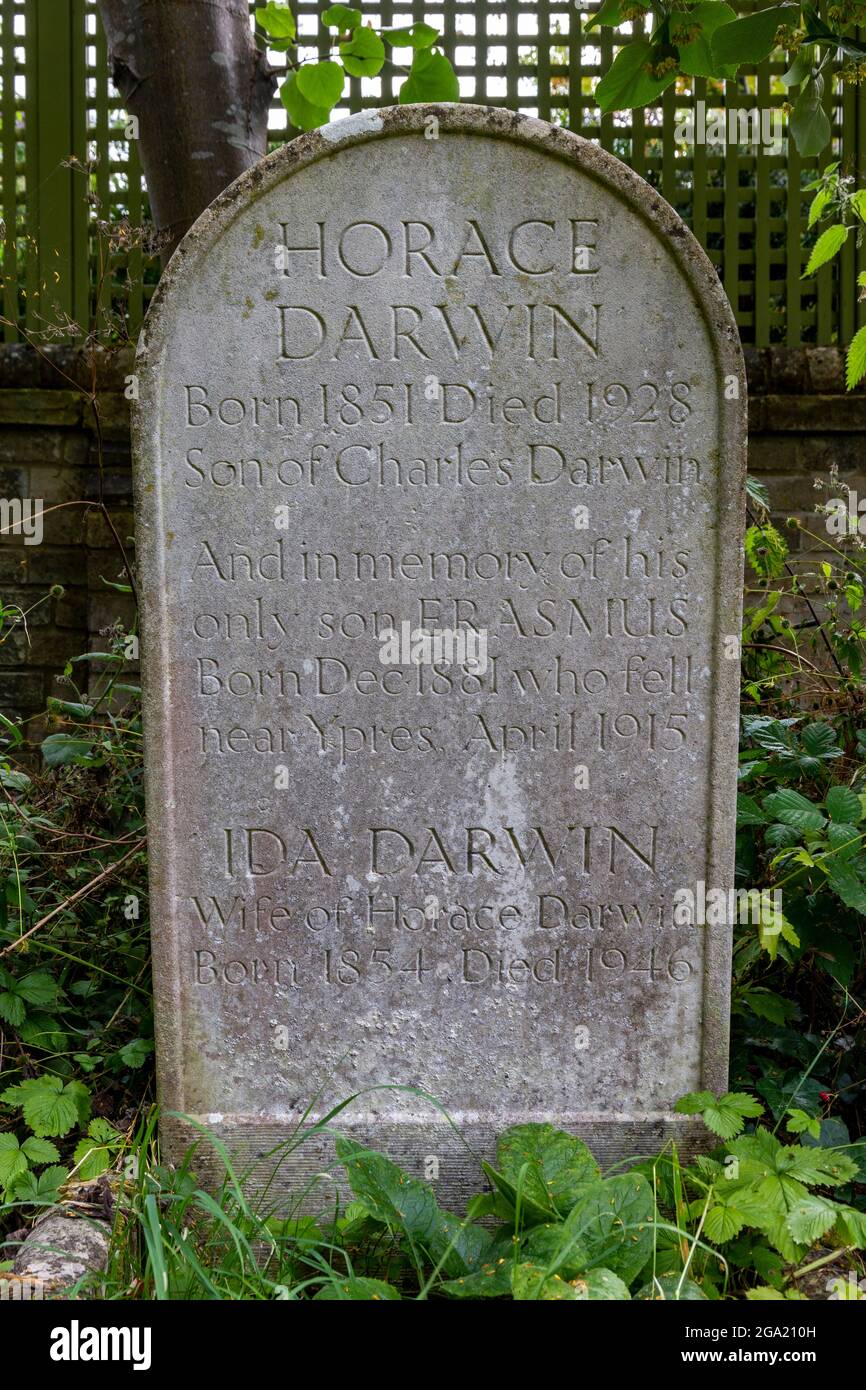 HORACE
DARWIN
Born 1851 Died 1928
Son of Charles Darwin
And in memory of his
only son ERASMUS
Born Dec 1881 who fell
near Ypres, April 1915
IDA DARWIN
Wife of Horace Darwin
Born 1854 . Died 1946
alamy
alamy
Image ID: 2GA210H
www.alamy.com